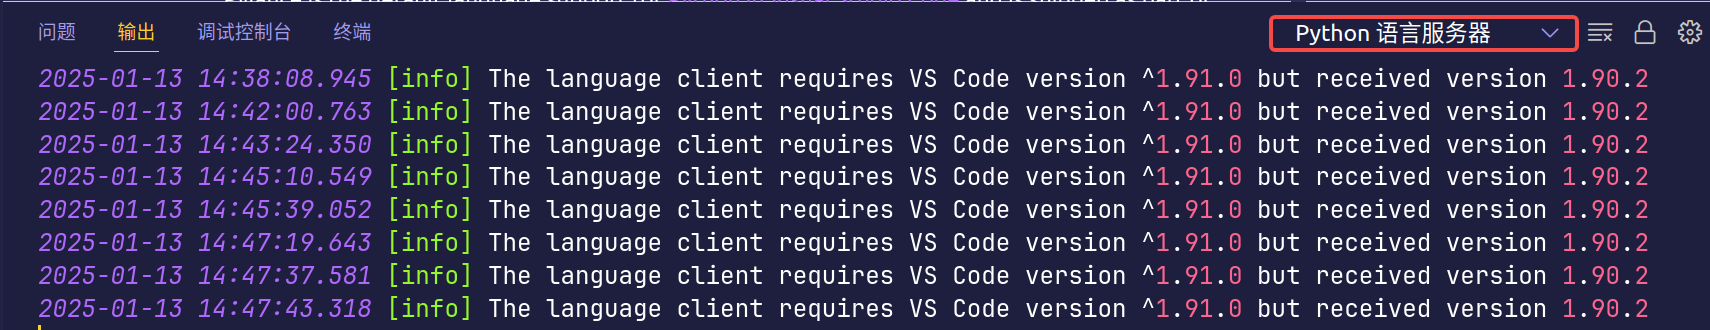 问题 输出 调试控制台 终端 Python 语言服务器
2025-01-13 14:38:08.945 [info] The language client requires VS Code version ^1.91.0 but received version 1.90.2
2025-01-13 14:42:00.763 [info] The language client requires VS Code version ^1.91.0 but received version 1.90.2
2025-01-13 14:43:24.350 [info] The language client requires VS Code version ^1.91.0 but received version 1.90.2
2025-01-13 14:45:10.549 [info] The language client requires VS Code version ^1.91.0 but received version 1.90.2
2025-01-13 14:45:39.052 [info] The language client requires VS Code version ^1.91.0 but received version 1.90.2
2025-01-13 14:47:19.643 [info] The language client requires VS Code version ^1.91.0 but received version 1.90.2
2025-01-13 14:47:37.581 [info] The language client requires VS Code version ^1.91.0 but received version 1.90.2
2025-01-13 14:47:43.318 [info] The language client requires VS Code version ^1.91.0 but received version 1.90.2